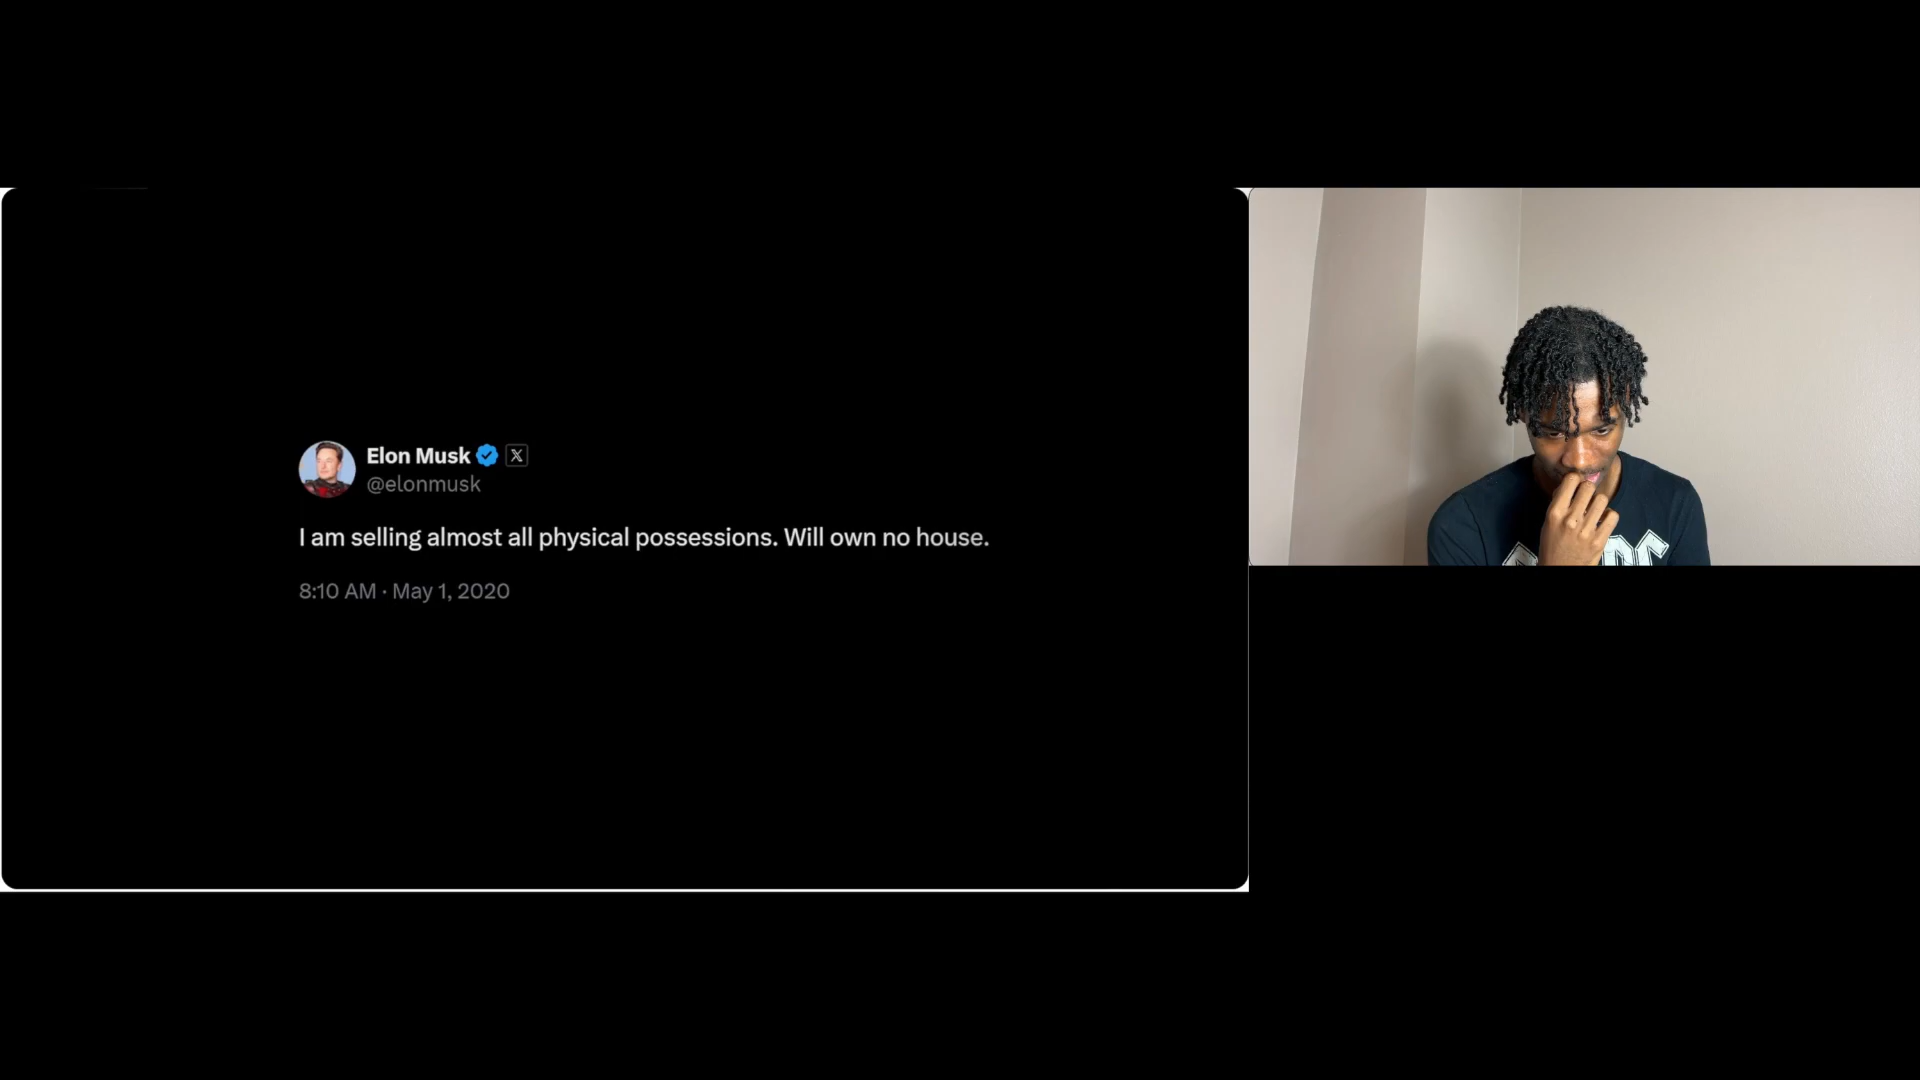 Elon Musk
@elonmusk
I am selling almost all physical possessions. Will own no house.
8:10 AM · May 1, 2020